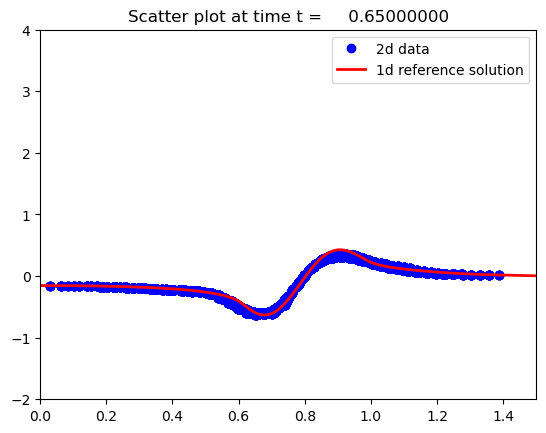 Scatter plot at time t =      0.65000000
2d data
1d reference solution
4
3
2
1
0
−1
−2
0.0 0.2 0.4 0.6 0.8 1.0 1.2 1.4